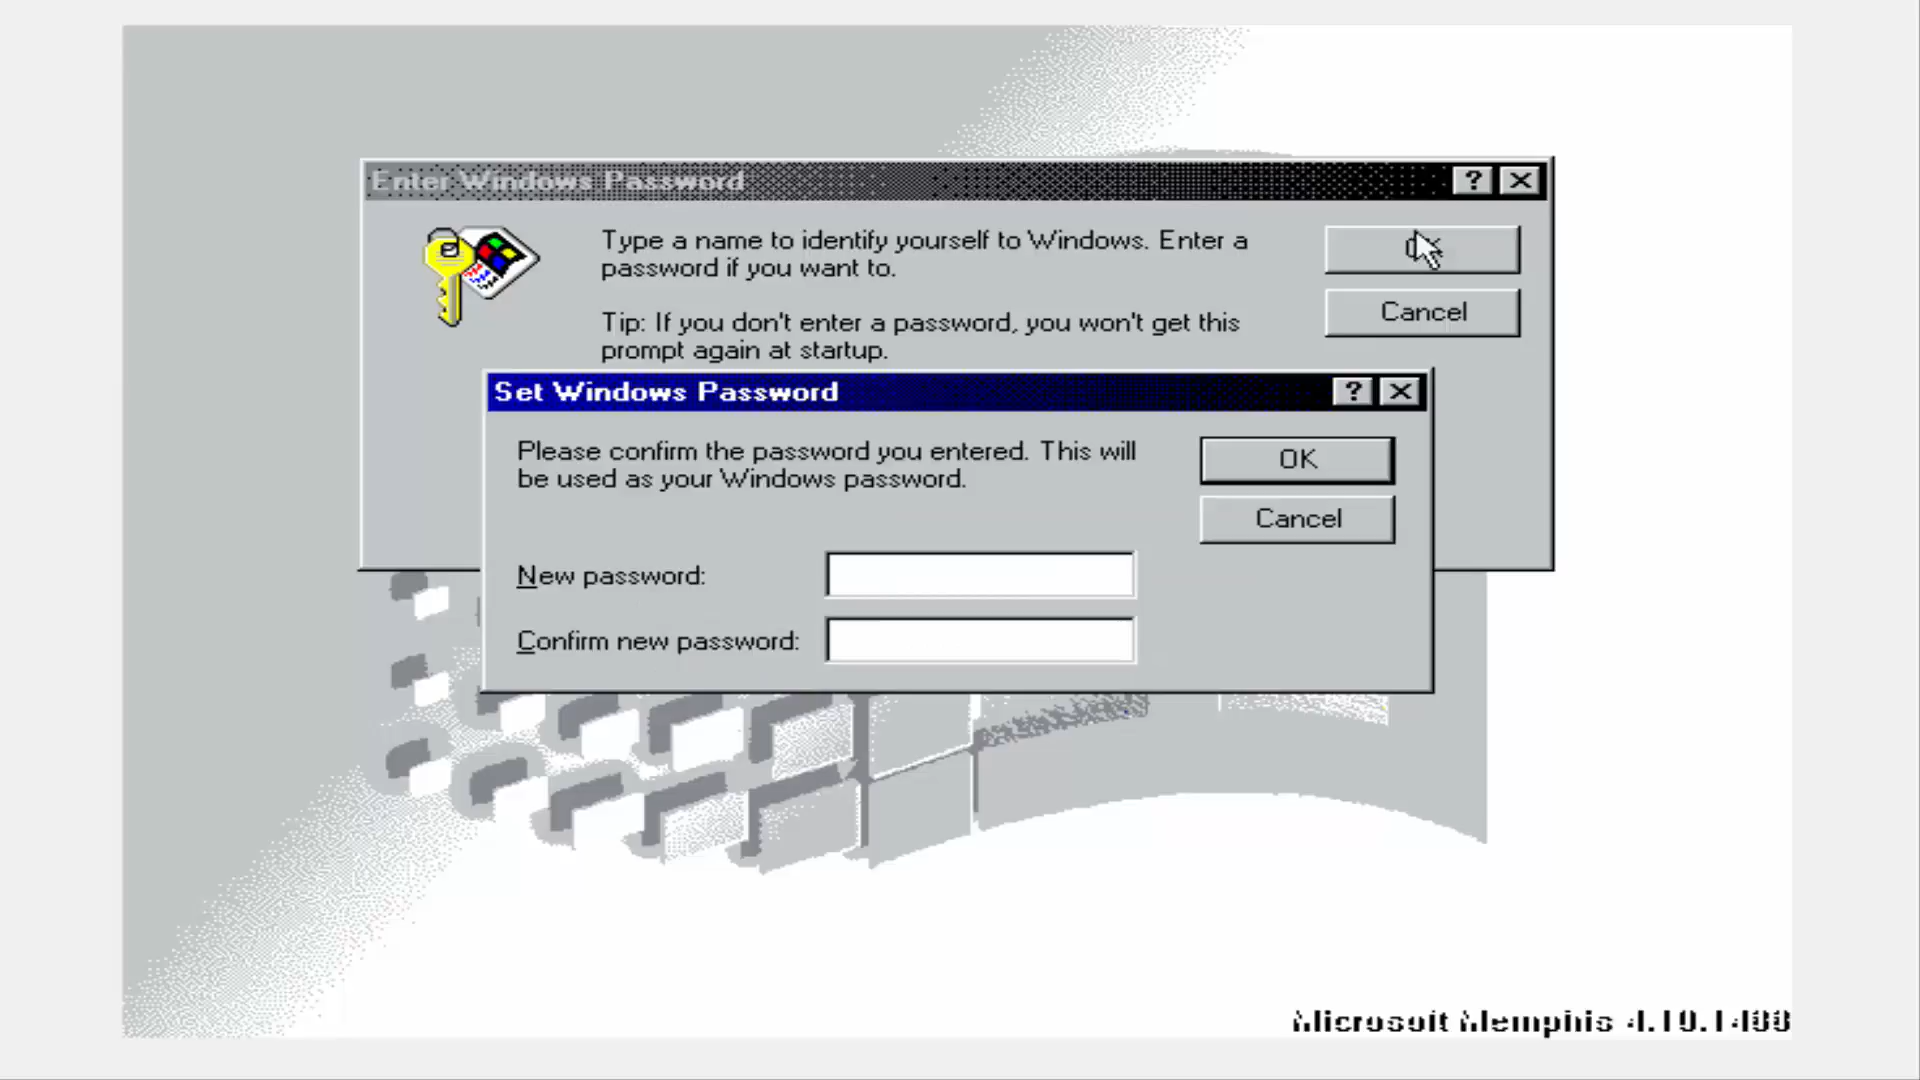 Enter Windows Password
Type a name to identify yourself to Windows. Enter a
password if you want to.
Tip: If you don't enter a password, you won't get this
prompt again at startup.
Cancel
Set Windows Password
Please confirm the password you entered. This will
be used as your Windows password.
OK
Cancel
New password:
Confirm new password:
Microsoft Memphis 4.10.1488